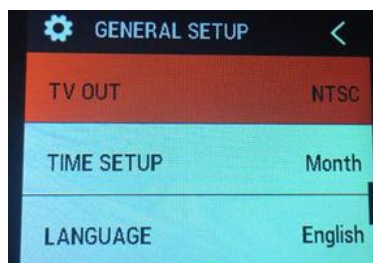 GENERAL SETUP
TV OUT NTSC
TIME SETUP Month
LANGUAGE English